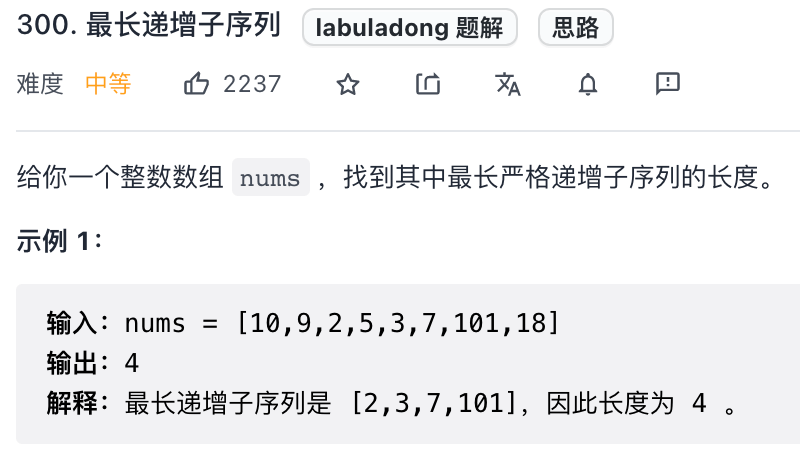 300. 最长递增子序列 labuladong 题解 思路
难度 中等 2237
给你一个整数数组 nums ，找到其中最长严格递增子序列的长度。
示例 1：
输入：nums = [10,9,2,5,3,7,101,18]
输出：4
解释：最长递增子序列是 [2,3,7,101]，因此长度为 4 。